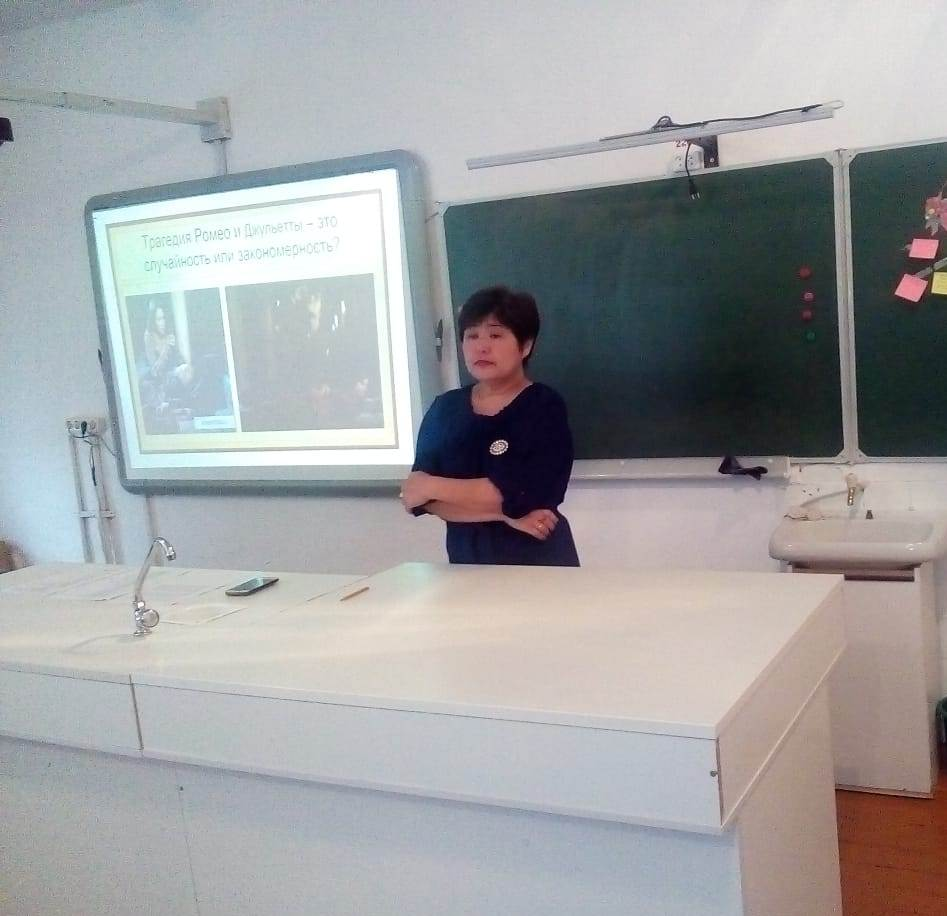 Трагедия Ромео и Джульетты – это
случайность или закономерность?